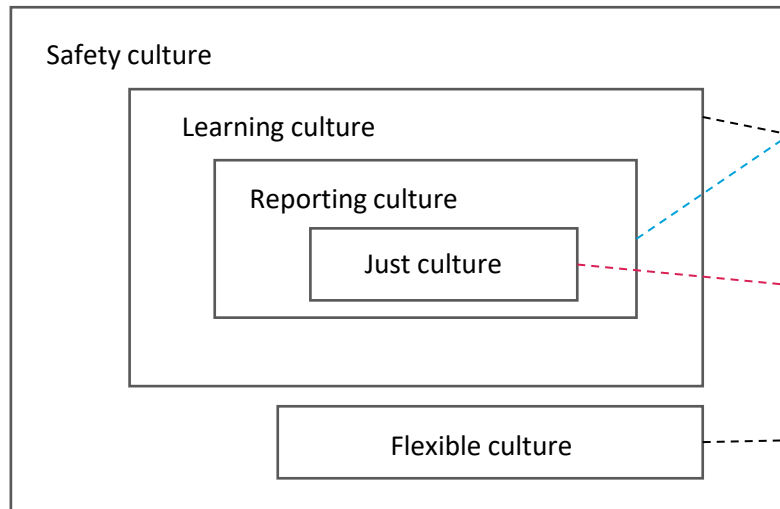 Safety culture
Learning culture
Reporting culture
Just culture
Flexible culture